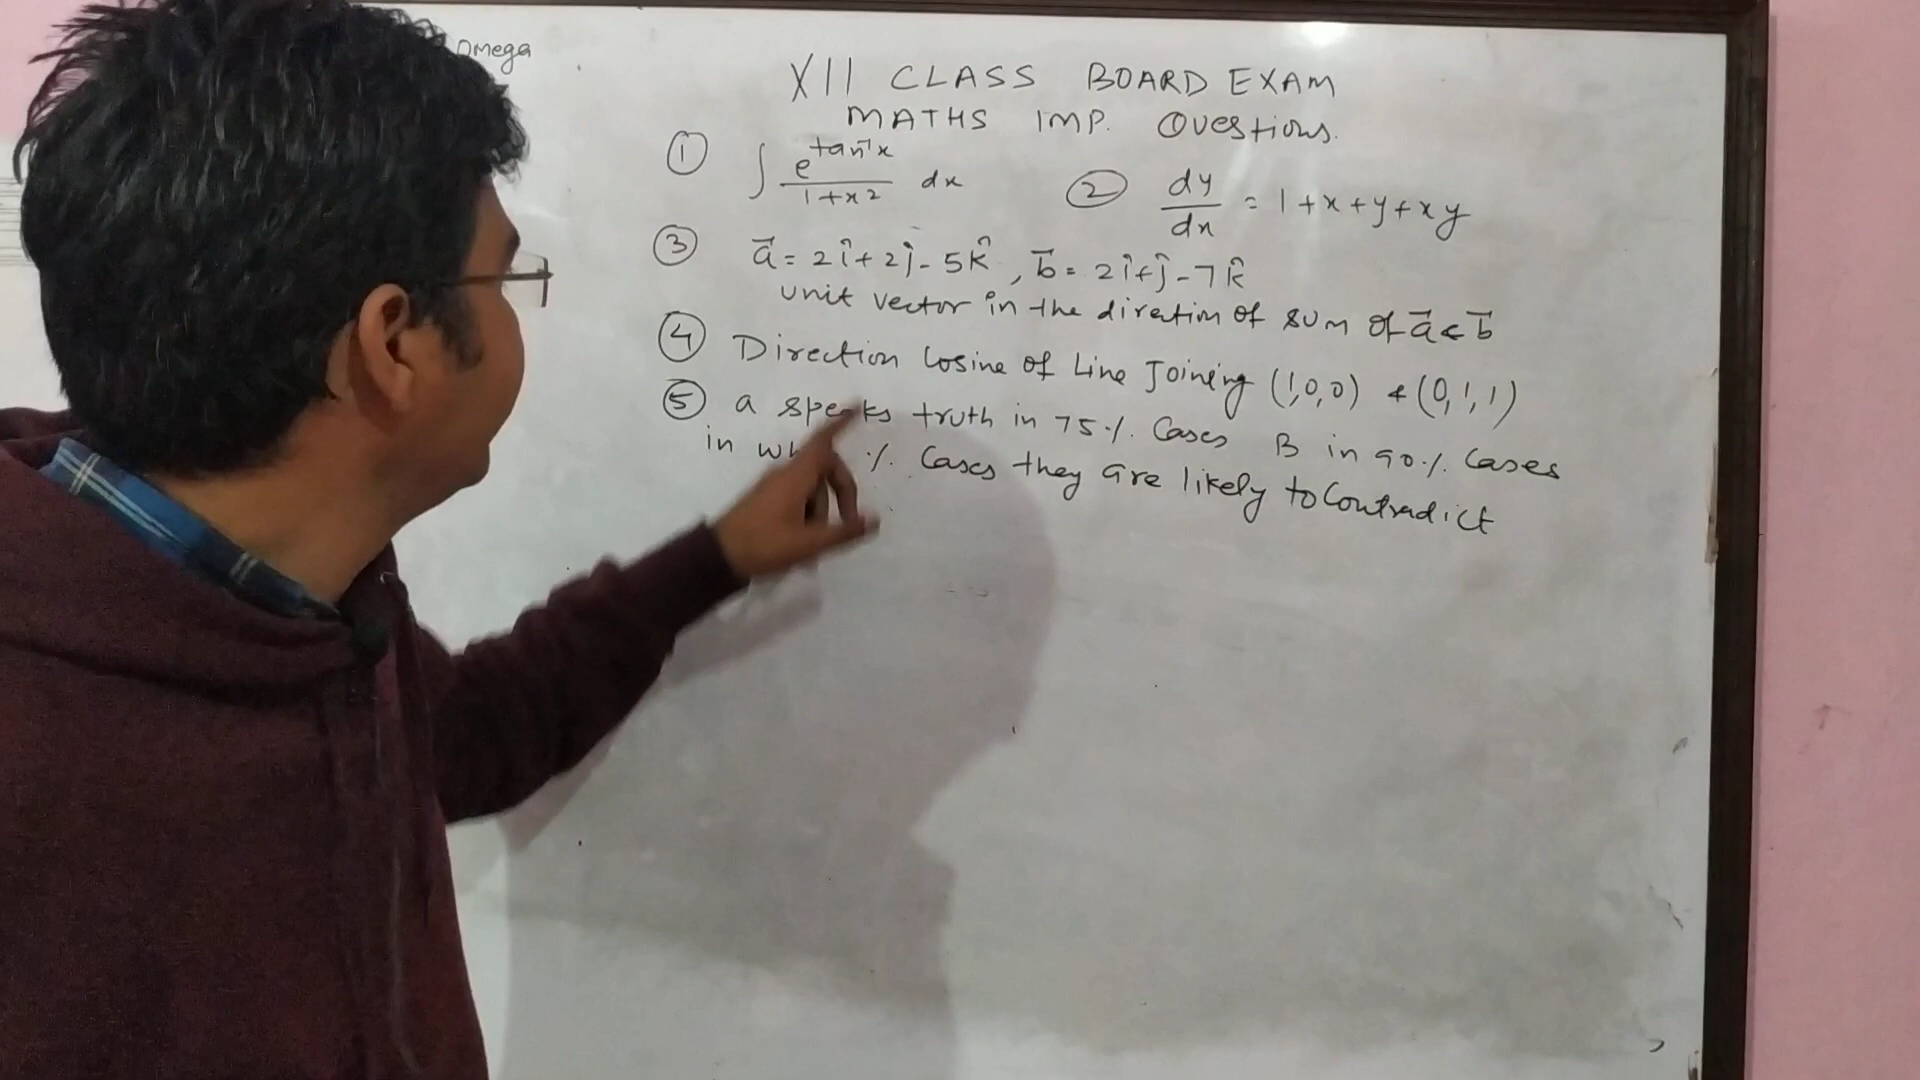 Omega
XII CLASS BOARD EXAM
MATHS IMP. Questions.
① ∫ e^(tan⁻¹x) / (1+x²) dx ② dy/dx = 1+x+y+xy
③ a⃗ = 2î+2ĵ-5k̂, b⃗ = 2î+ĵ-7k̂
unit vector in the direction of sum of a⃗ & b⃗
④ Direction Cosine of Line Joining (1,0,0) & (0,1,1)
⑤ a speaks truth in 75%. Cases B in 90%. Cases
in %. Cases they are likely to Contradict